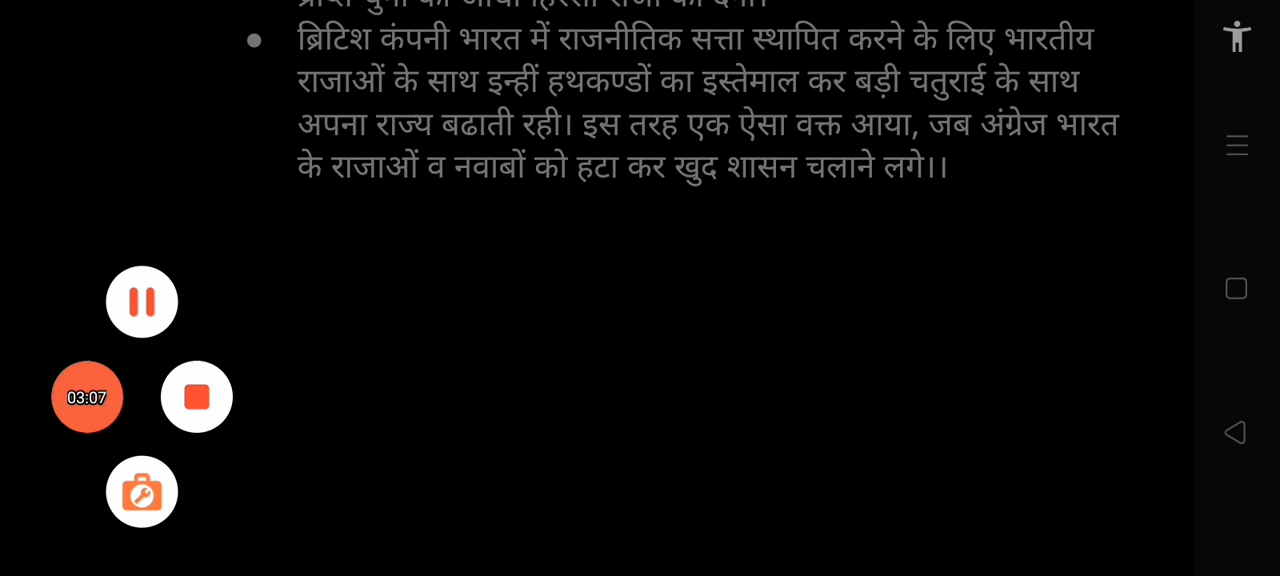 ब्रिटिश कंपनी भारत में राजनीतिक सत्ता स्थापित करने के लिए भारतीय
राजाओं के साथ इन्हीं हथकण्डों का इस्तेमाल कर बड़ी चतुराई के साथ
अपना राज्य बढाती रही। इस तरह एक ऐसा वक्त आया, जब अंग्रेज भारत
के राजाओं व नवाबों को हटा कर खुद शासन चलाने लगे।।
03:07